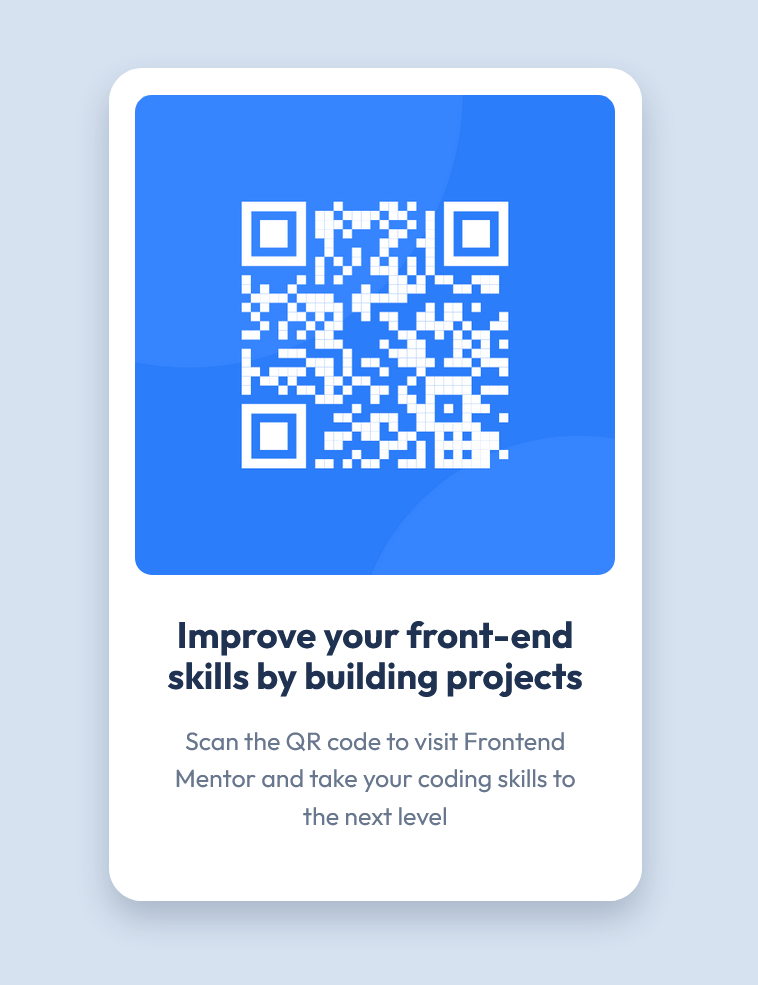 Improve your front-end
skills by building projects
Scan the QR code to visit Frontend
Mentor and take your coding skills to
the next level